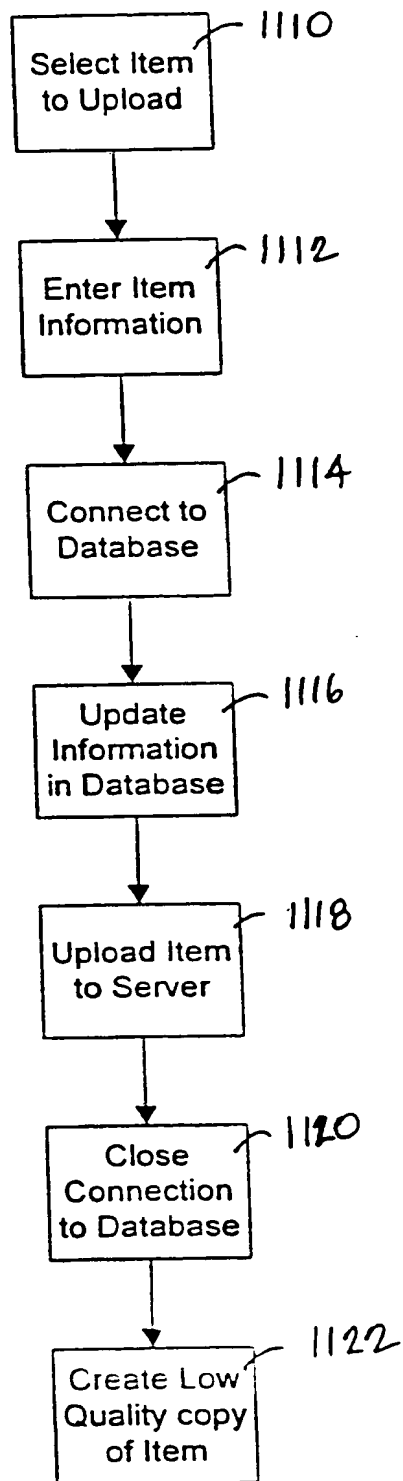 1110
Select Item
to Upload
1112
Enter Item
Information
1114
Connect to
Database
1116
Update
Information
in Database
1118
Upload Item
to Server
1120
Close
Connection
to Database
1122
Create Low
Quality copy
of Item